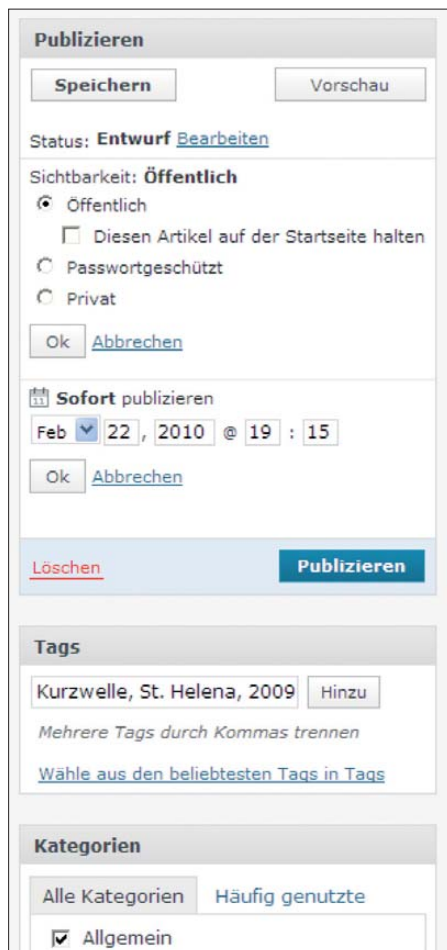 Publizieren
Speichern Vorschau
Status: Entwurf Bearbeiten
Sichtbarkeit: Öffentlich
Öffentlich
Diesen Artikel auf der Startseite halten
Passwortgeschützt
Privat
Ok Abbrechen
11 Sofort publizieren
Feb 22 , 2010 @ 19 : 15
Ok Abbrechen
Löschen Publizieren
Tags
Kurzwelle, St. Helena, 2009 Hinzu
Mehrere Tags durch Kommas trennen
Wähle aus den beliebtesten Tags in Tags
Kategorien
Alle Kategorien Häufig genutzte
Allgemein